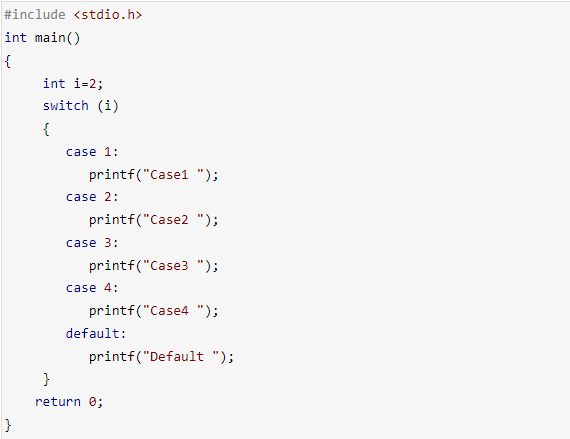 #include <stdio.h>
int main()
{
     int i=2;
     switch (i)
     {
        case 1:
           printf("Case1 ");
        case 2:
           printf("Case2 ");
        case 3:
           printf("Case3 ");
        case 4:
           printf("Case4 ");
        default:
           printf("Default ");
     }
    return 0;
}